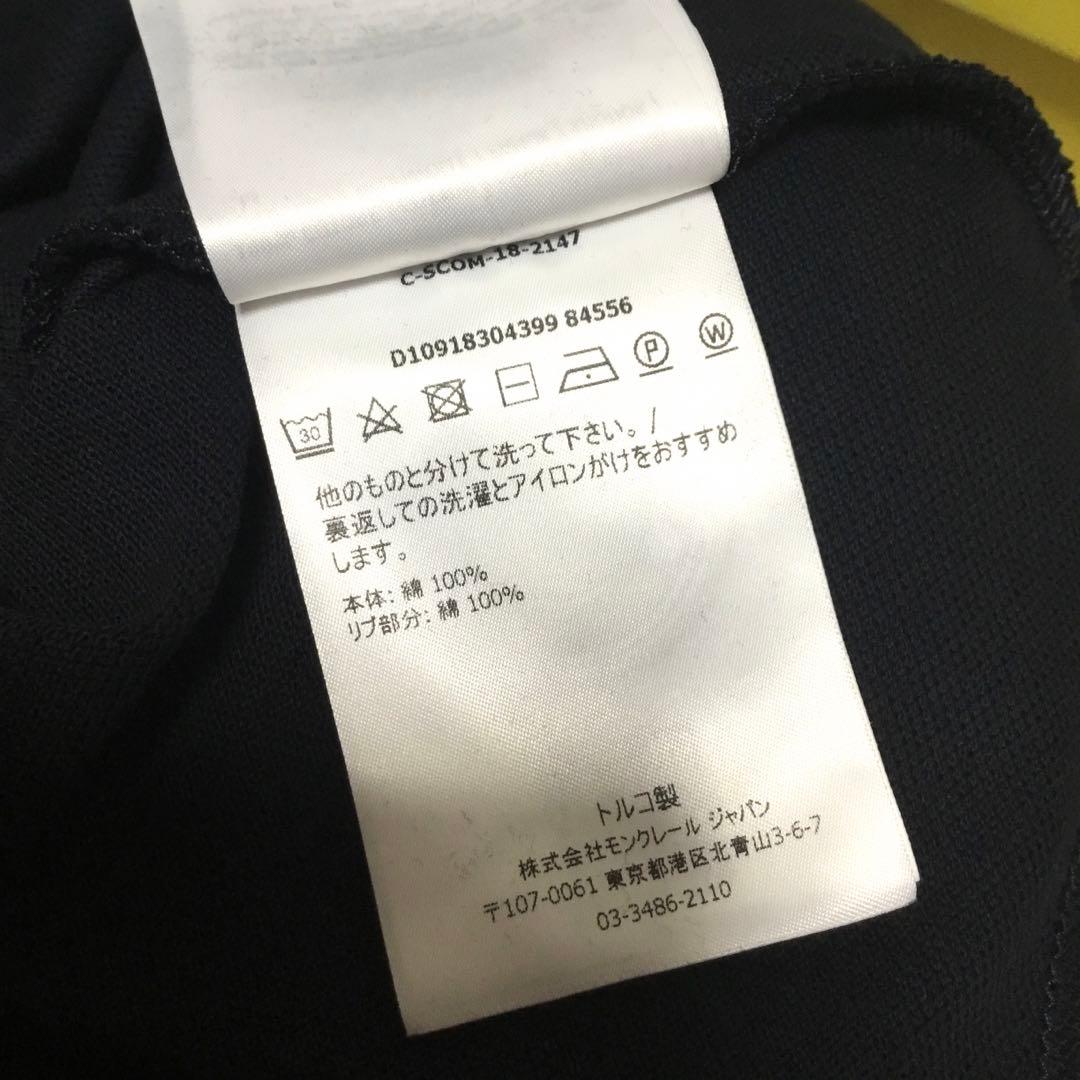 C-SCOM-18-2147
D10918304399 84556
30
P
W
他のものと分けて洗って下さい。/
裏返しての洗濯とアイロンがけをおすすめ
します。
本体: 綿 100%
リブ部分: 綿 100%
トルコ製
株式会社モンクレール ジャパン
〒107-0061 東京都港区北青山3-6-7
03-3486-2110